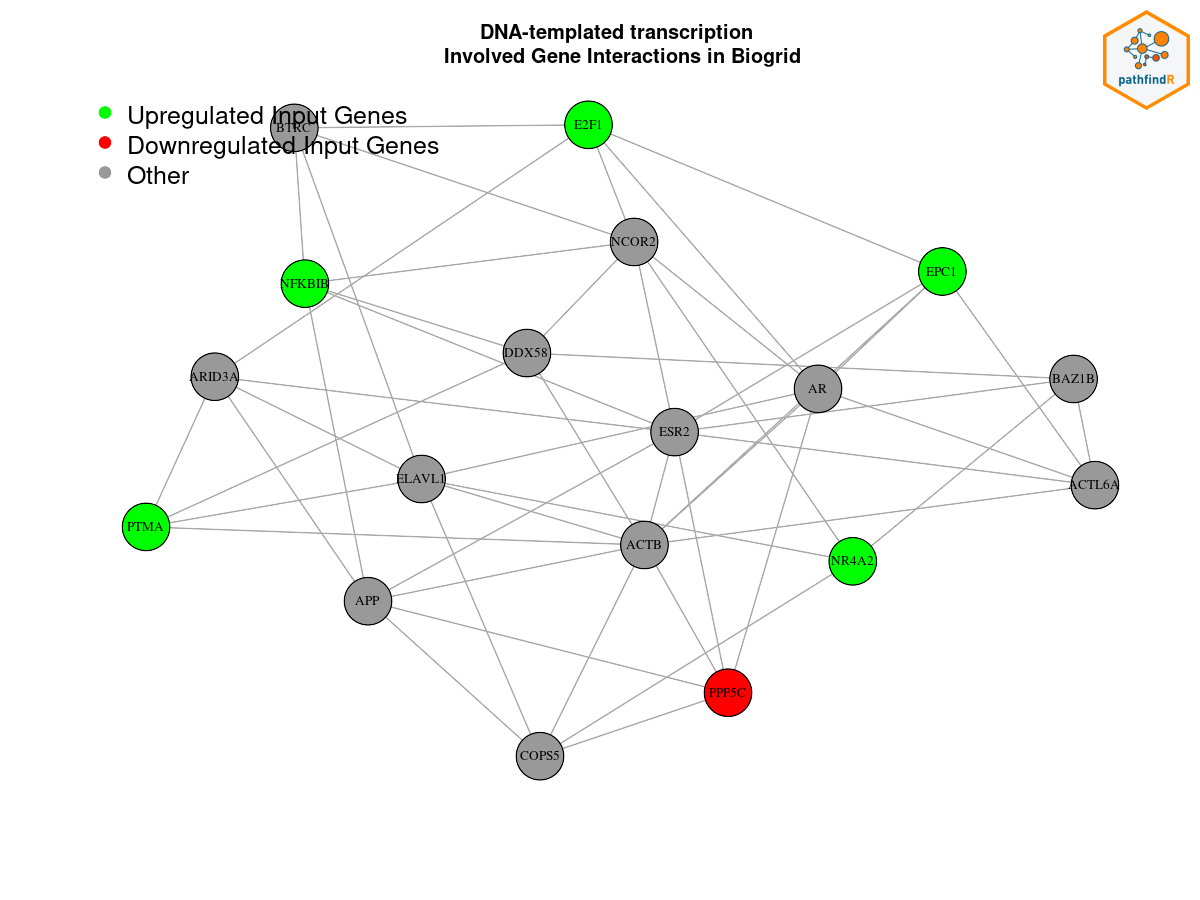 DNA-templated transcription
Involved Gene Interactions in Biogrid
pathfindR
Upregulated Input Genes
Downregulated Input Genes
Other
BTRC
E2F1
NCOR2
EPC1
NFKBIB
DDX58
ARID3A
BAZ1B
AR
ESR2
ELAVL1
ACTL6A
PTMA
ACTB
NR4A2
APP
PPP5C
COPS5